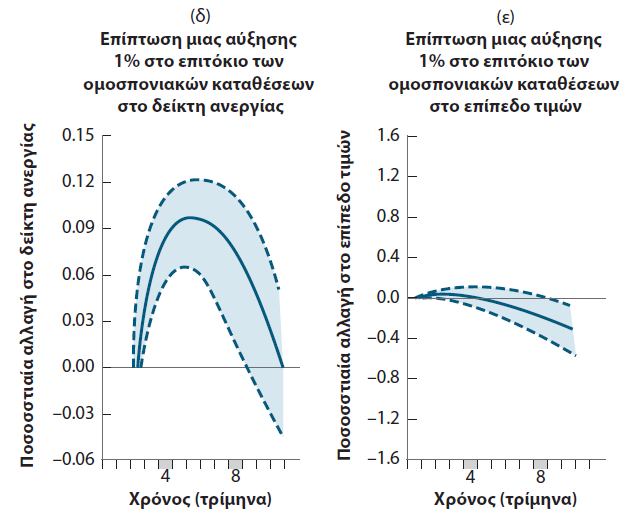 (δ)
Επίπτωση μιας αύξησης
1% στο επιτόκιο των
ομοσπονιακών καταθέσεων
στο δείκτη ανεργίας
Ποσοσστιαία αλλαγή στο δείκτη ανεργίας
0.15
0.12
0.09
0.06
0.03
0.00
–0.03
–0.06
4
8
Χρόνος (τρίμηνα)
(ε)
Επίπτωση μιας αύξησης
1% στο επιτόκιο των
ομοσπονιακών καταθέσεων
στο επίπεδο τιμών
Ποσοσστιαία αλλαγή στο επίπεδο τιμών
1.6
1.2
0.8
0.4
0.0
–0.4
–0.8
–1.2
–1.6
4
8
Χρόνος (τρίμηνα)